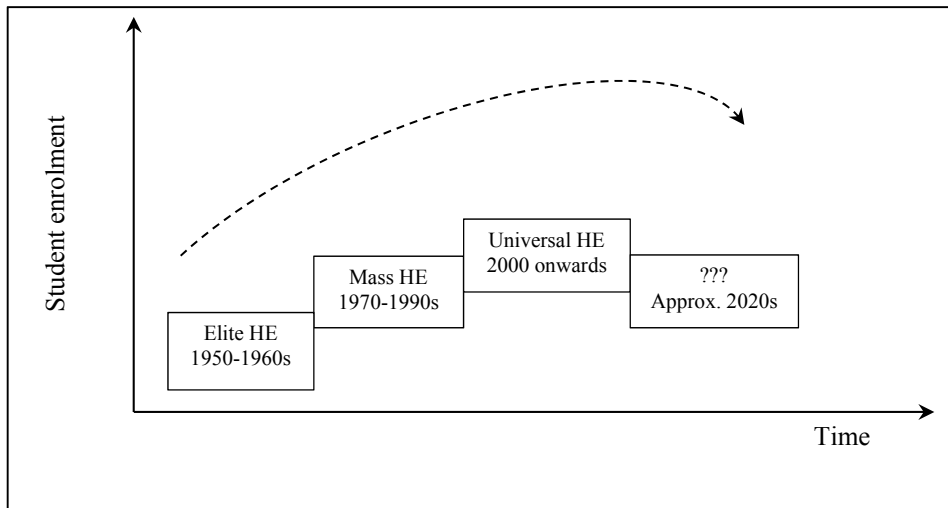 Student enrolment
Universal HE
2000 onwards
Mass HE
1970-1990s
???
Approx. 2020s
Elite HE
1950-1960s
Time